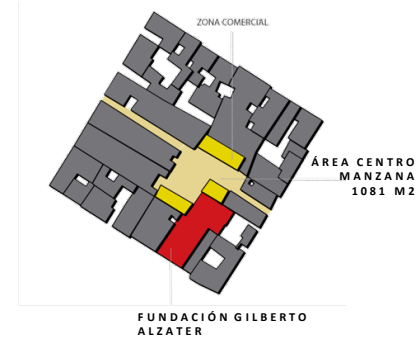 ZONA COMERCIAL
ÁREA CENTRO
MANZANA
1081 M2
FUNDACIÓN GILBERTO
ALZATER